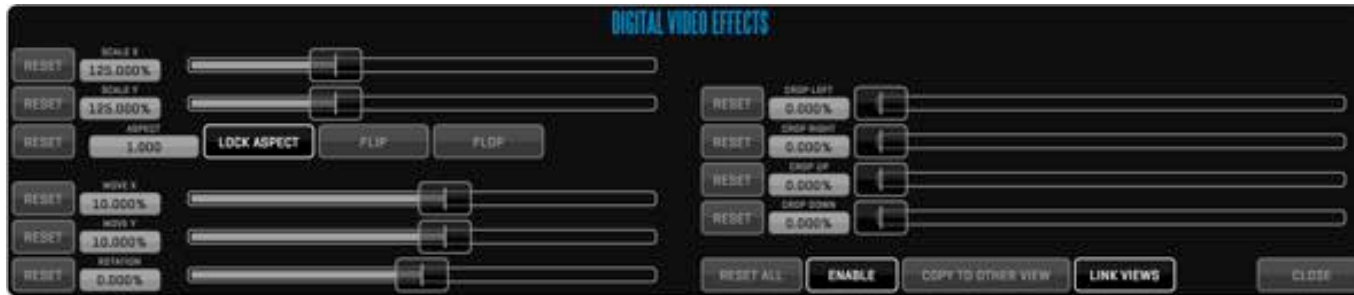 DIGITAL VIDEO EFFECTS
SCALE X
RESET 125.000%
SCALE Y
RESET 125.000%
ASPECT
RESET 1.000 LOCK ASPECT FLIP FLOP
MOVE X
RESET 10.000%
MOVE Y
RESET 10.000%
ROTATION
RESET 0.000%
CROP LEFT
RESET 0.000%
CROP RIGHT
RESET 0.000%
CROP UP
RESET 0.000%
CROP DOWN
RESET 0.000%
RESET ALL ENABLE COPY TO OTHER VIEW LINK VIEWS CLOSE